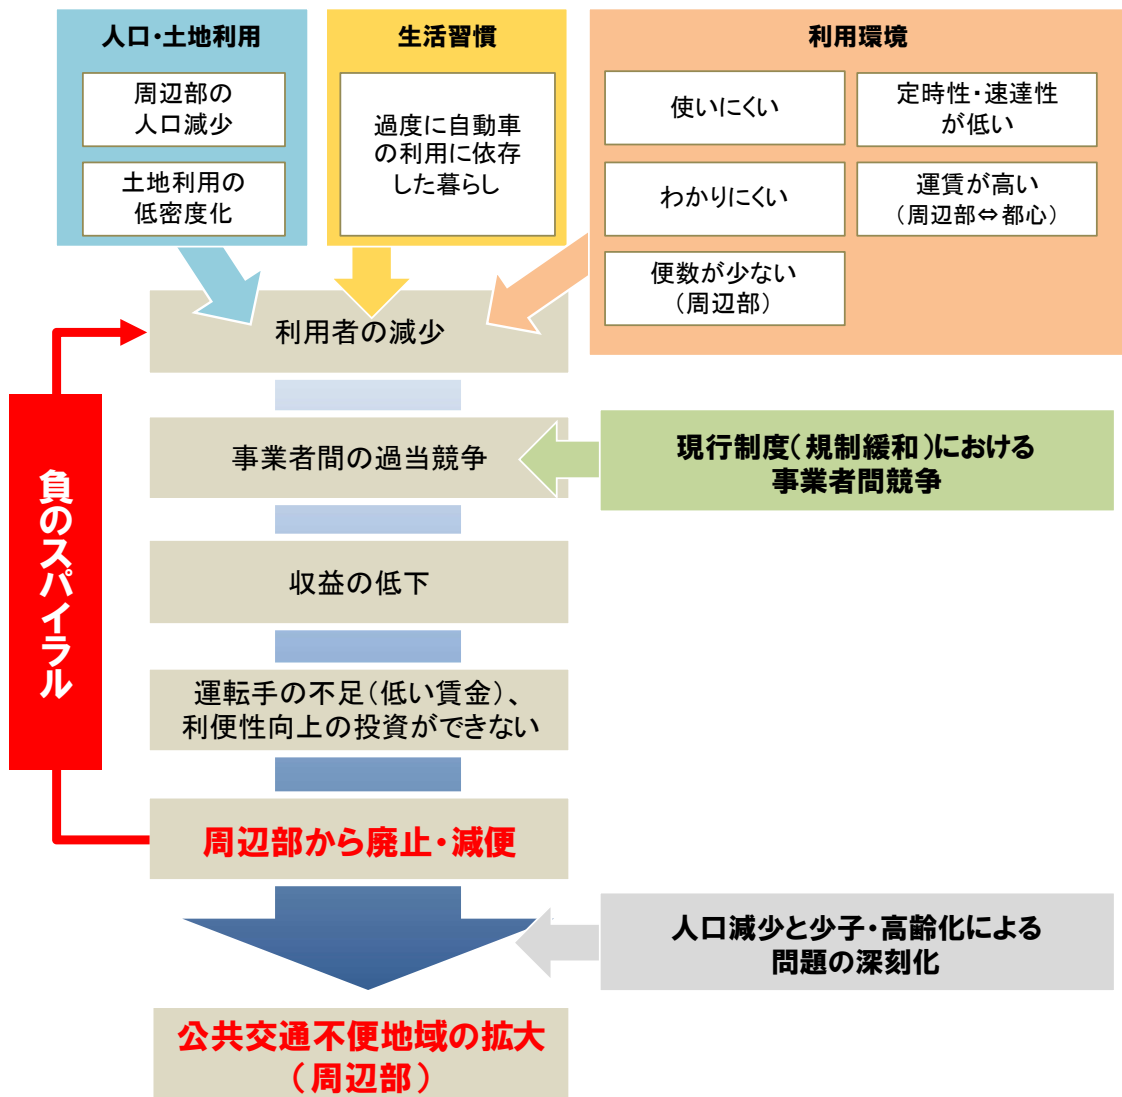 人口・土地利用
周辺部の
人口減少
土地利用の
低密度化
生活習慣
過度に自動車
の利用に依存
した暮らし
利用環境
使いにくい
定時性・速達性
が低い
わかりにくい
運賃が高い
(周辺部⇔都心)
便数が少ない
(周辺部)
利用者の減少
事業者間の過当競争
現行制度(規制緩和)における
事業者間競争
収益の低下
運転手の不足(低い賃金)、
利便性向上の投資ができない
周辺部から廃止・減便
負のスパイラル
人口減少と少子・高齢化による
問題の深刻化
公共交通不便地域の拡大
(周辺部)